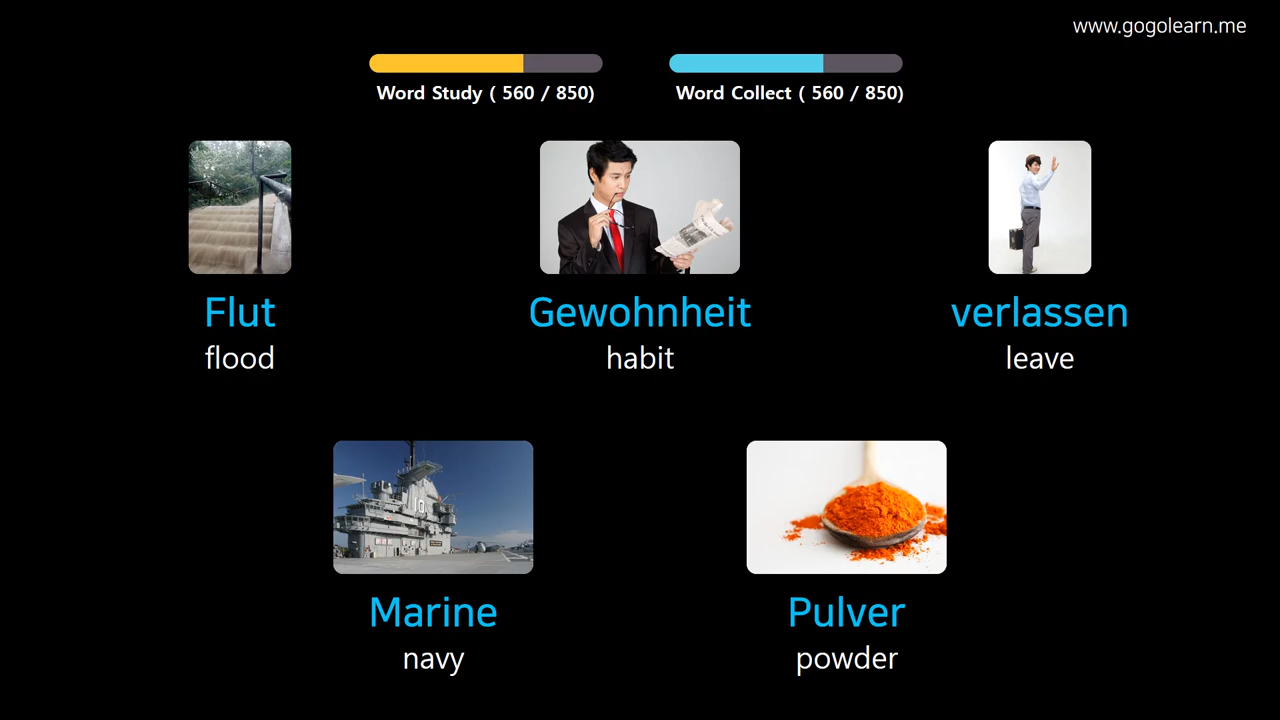 www.gogolearn.me
Word Study ( 560 / 850)
Word Collect ( 560 / 850)
Flut
flood
Gewohnheit
habit
verlassen
leave
10
Marine
navy
Pulver
powder